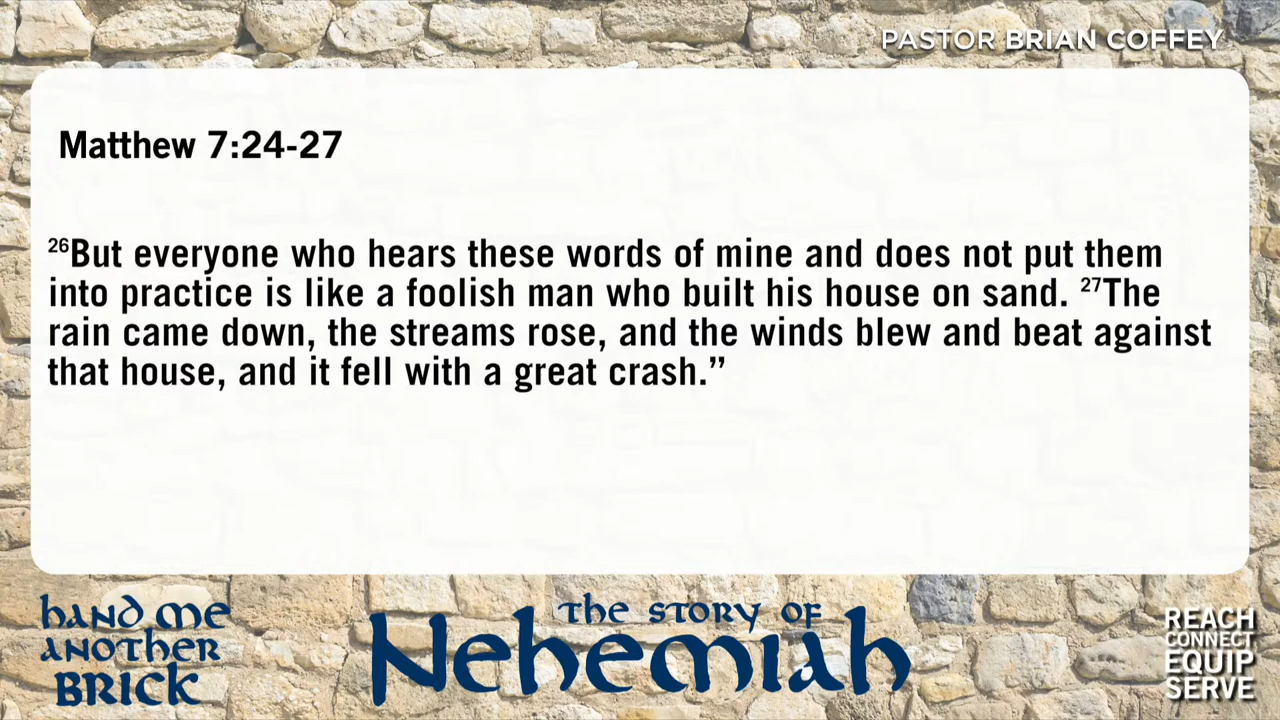 PASTOR BRIAN COFFEY
Matthew 7:24-27
26But everyone who hears these words of mine and does not put them
into practice is like a foolish man who built his house on sand. 27The
rain came down, the streams rose, and the winds blew and beat against
that house, and it fell with a great crash.”
hand me
another
BRICK
the story of
Nehemiah
REACH
CONNECT
EQUIP
SERVE